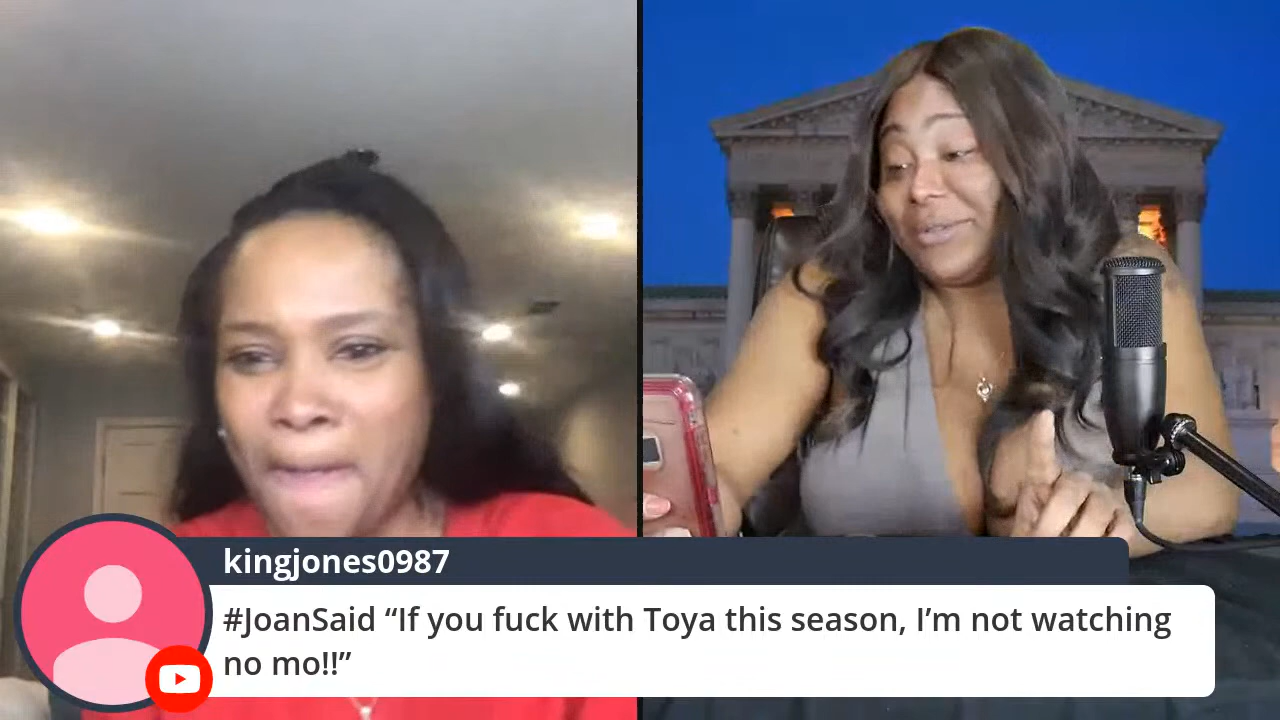 kingjones0987
#JoanSaid “If you fuck with Toya this season, I’m not watching
no mo!!”